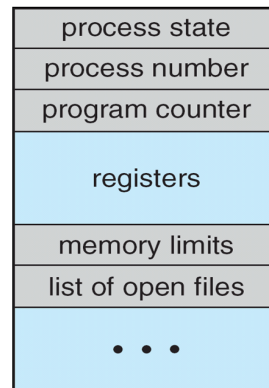 process state
process number
program counter
registers
memory limits
list of open files
• • •